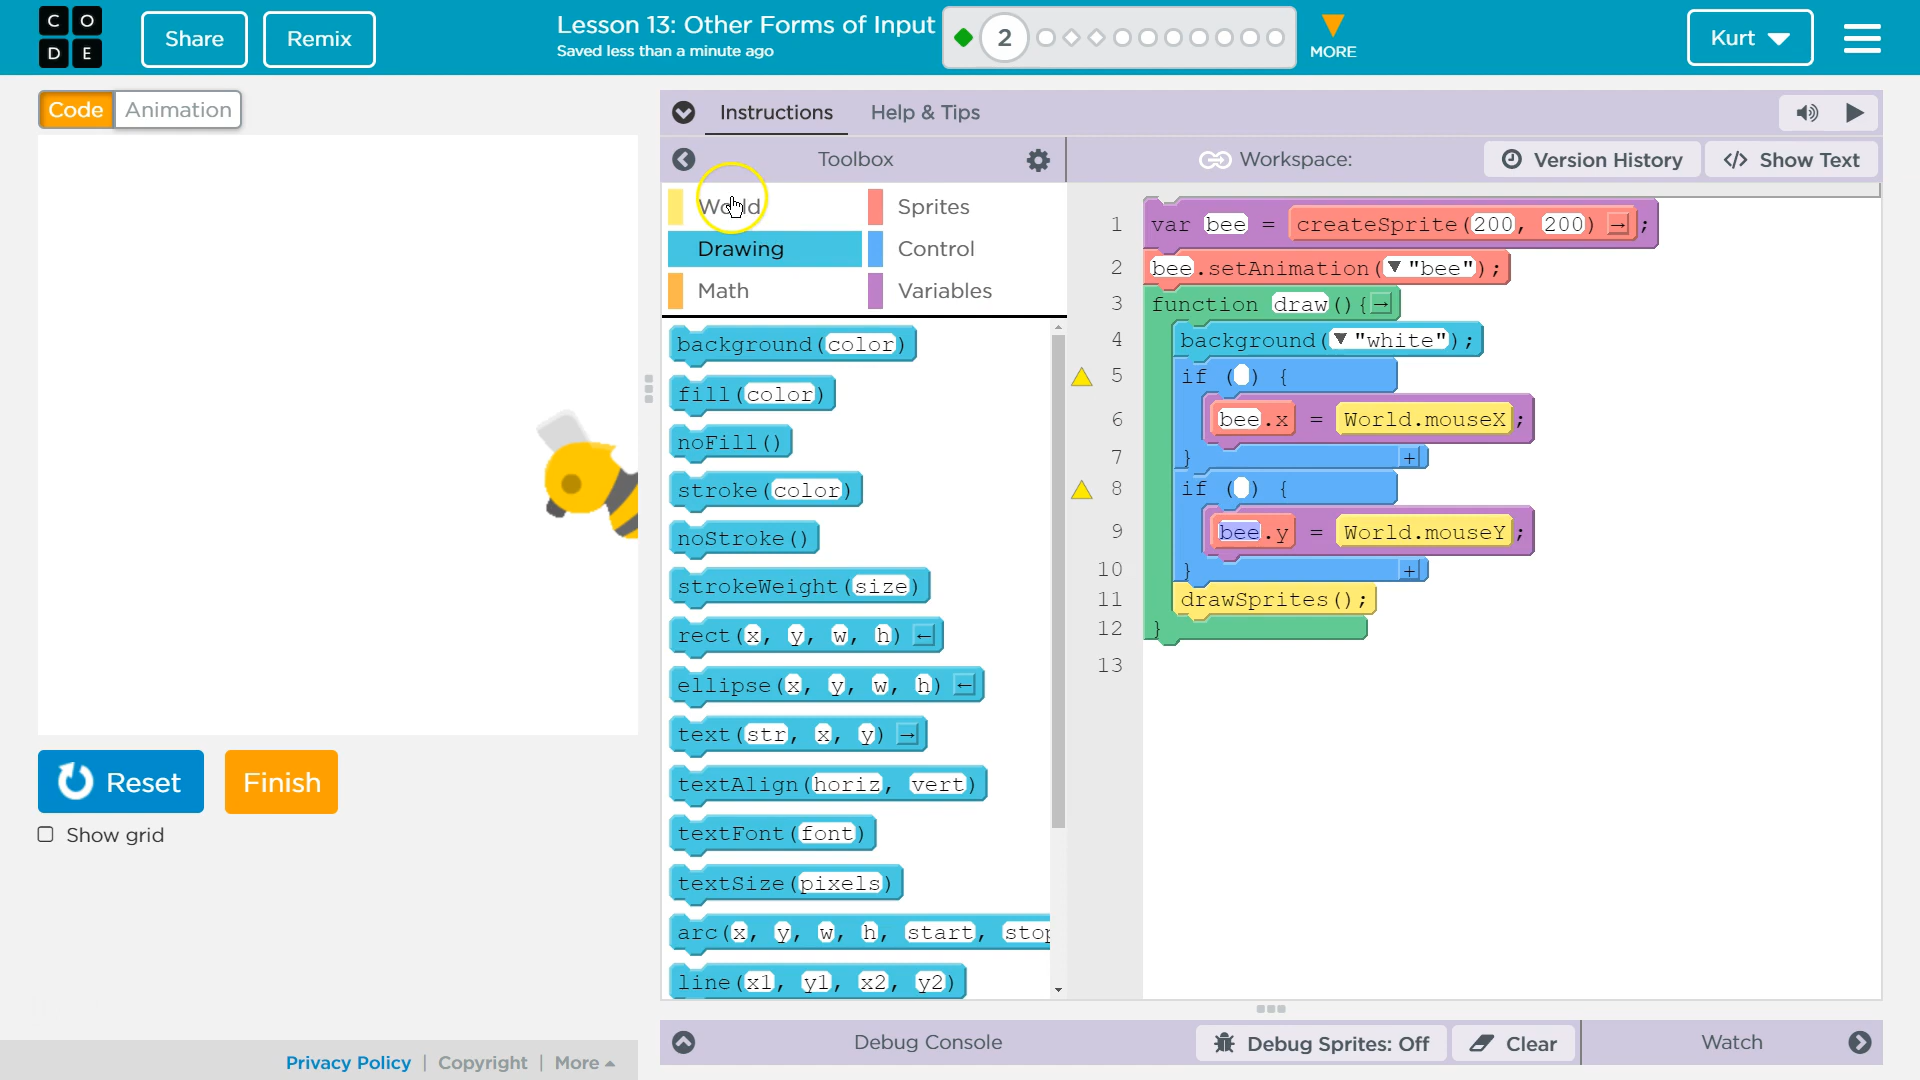 CODE
Share
Remix
Lesson 13: Other Forms of Input
Saved less than a minute ago
2
MORE
Kurt
Code
Animation
Instructions
Help & Tips
Toolbox
Workspace:
Version History
</> Show Text
World
Sprites
Drawing
Control
Math
Variables
background(color)
fill(color)
noFill()
stroke(color)
noStroke()
strokeWeight(size)
rect(x, y, w, h) ←
ellipse(x, y, w, h) ←
text(str, x, y) →
textAlign(horiz, vert)
textFont(font)
textSize(pixels)
arc(x, y, w, h, start, stop
line(x1, y1, x2, y2)
1 var bee = createSprite(200, 200) → ;
2 bee.setAnimation(▼ "bee");
3 function draw(){→
4 background(▼ "white");
5 if () {
6 bee.x = World.mouseX;
7 } +
8 if () {
9 bee.y = World.mouseY;
10 } +
11 drawSprites();
12 }
13
Reset
Finish
Show grid
Privacy Policy | Copyright | More
Debug Console
Debug Sprites: Off
Clear
Watch